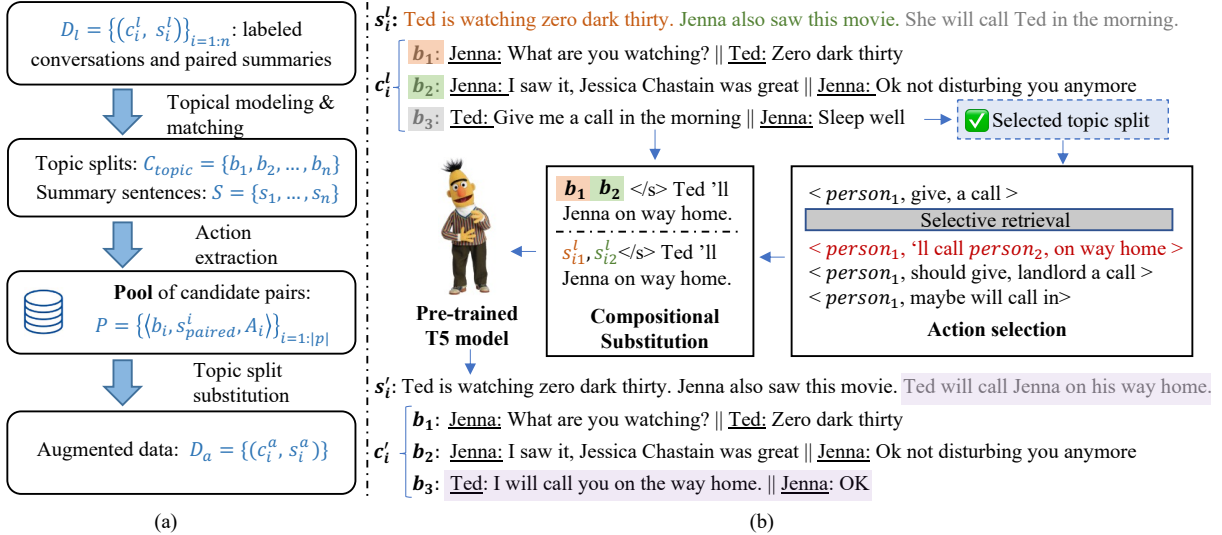 D_l = {(c_i^l, s_i^l)}_{i=1:n}: labeled
conversations and paired summaries
Topical modeling &
matching
Topic splits: C_topic = {b_1, b_2, ..., b_n}
Summary sentences: S = {s_1, ..., s_n}
Action
extraction
Pool of candidate pairs:
P = {⟨b_i, s_paired^i, A_i⟩}_{i=1:|p|}
Topic split
substitution
Augmented data: D_a = {(c_i^a, s_i^a)}
(a)
s_i^l: Ted is watching zero dark thirty. Jenna also saw this movie. She will call Ted in the morning.
c_i^l
b_1: Jenna: What are you watching? || Ted: Zero dark thirty
b_2: Jenna: I saw it, Jessica Chastain was great || Jenna: Ok not disturbing you anymore
b_3: Ted: Give me a call in the morning || Jenna: Sleep well
✅ Selected topic split
< person_1, give, a call >
Selective retrieval
< person_1, ‘ll call person_2, on way home >
< person_1, should give, landlord a call >
< person_1, maybe will call in>
Action selection
b_1 b_2 </s> Ted ’ll
Jenna on way home.
s_i1^l, s_i2^l </s> Ted ’ll
Jenna on way home.
Compositional
Substitution
Pre-trained
T5 model
s_i': Ted is watching zero dark thirty. Jenna also saw this movie. Ted will call Jenna on his way home.
c_i'
b_1: Jenna: What are you watching? || Ted: Zero dark thirty
b_2: Jenna: I saw it, Jessica Chastain was great || Jenna: Ok not disturbing you anymore
b_3: Ted: I will call you on the way home. || Jenna: OK
(b)